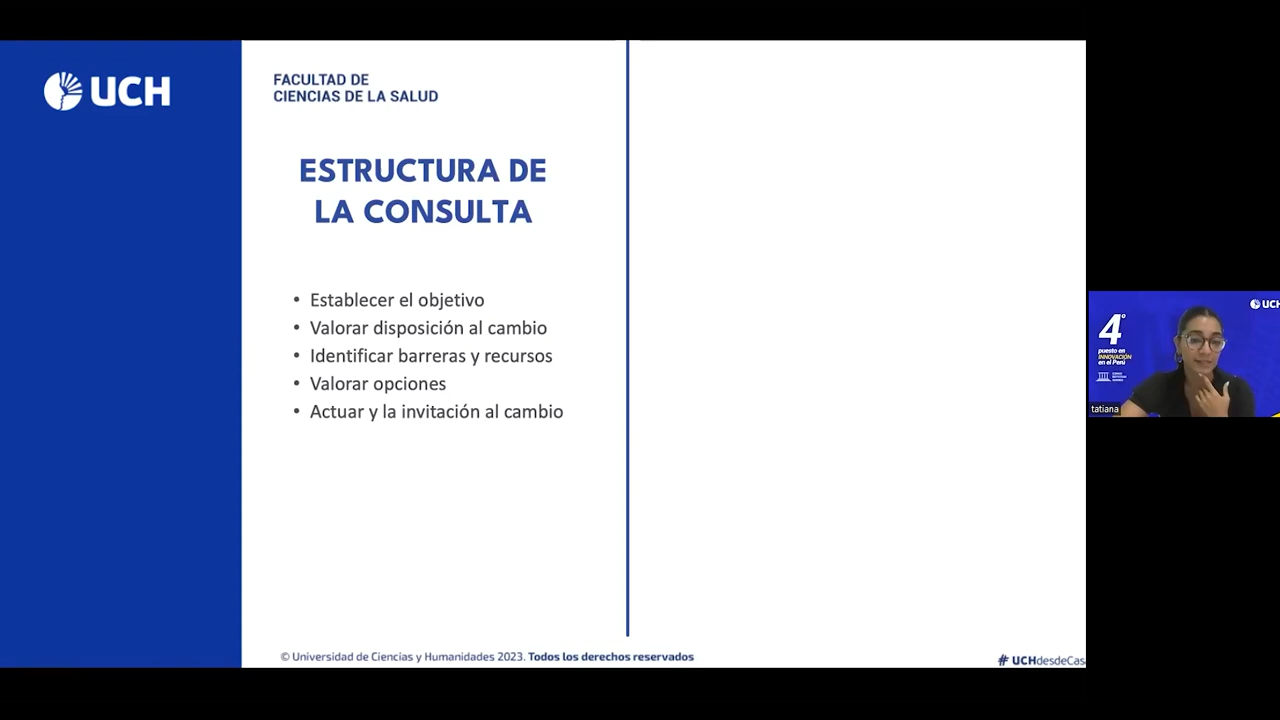 UCH
FACULTAD DE
CIENCIAS DE LA SALUD
ESTRUCTURA DE
LA CONSULTA
• Establecer el objetivo
• Valorar disposición al cambio
• Identificar barreras y recursos
• Valorar opciones
• Actuar y la invitación al cambio
© Universidad de Ciencias y Humanidades 2023. Todos los derechos reservados
# UCHdesdeCas
UCH
4°
puesto en
INNOVACIÓN
en el Perú
tatiana